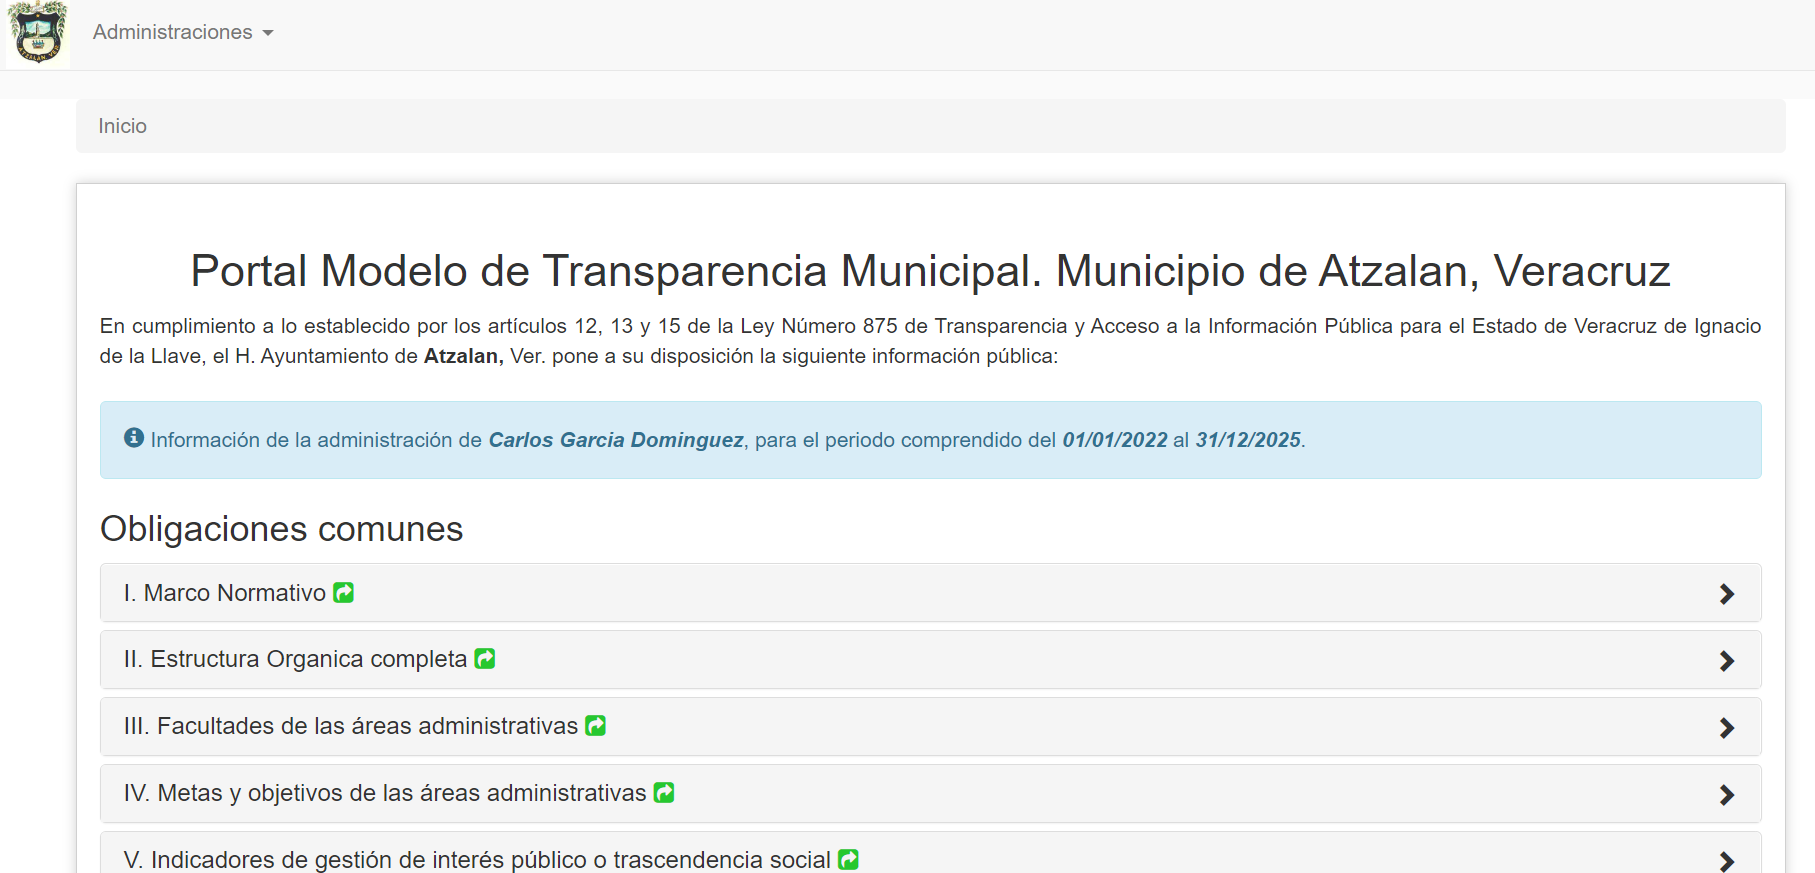 ATZALAN, VER.
Administraciones
Inicio
Portal Modelo de Transparencia Municipal. Municipio de Atzalan, Veracruz
En cumplimiento a lo establecido por los artículos 12, 13 y 15 de la Ley Número 875 de Transparencia y Acceso a la Información Pública para el Estado de Veracruz de Ignacio
de la Llave, el H. Ayuntamiento de Atzalan, Ver. pone a su disposición la siguiente información pública:
Información de la administración de Carlos Garcia Dominguez, para el periodo comprendido del 01/01/2022 al 31/12/2025.
Obligaciones comunes
I. Marco Normativo
II. Estructura Organica completa
III. Facultades de las áreas administrativas
IV. Metas y objetivos de las áreas administrativas
V. Indicadores de gestión de interés público o trascendencia social